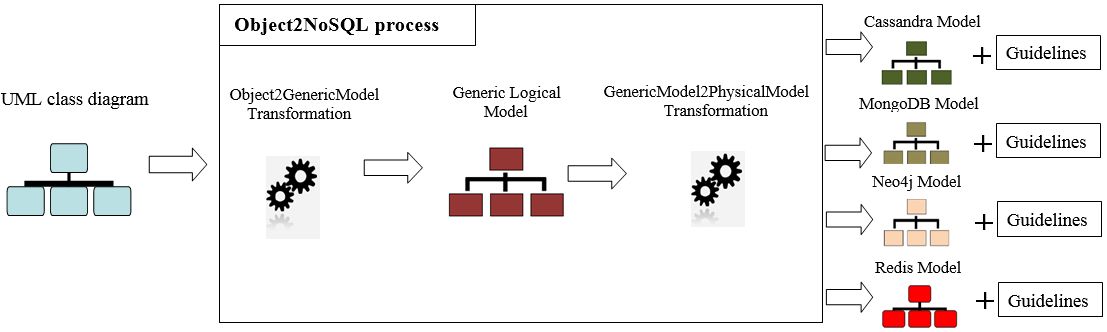 Object2NoSQL process
UML class diagram
Object2GenericModel
Transformation
Generic Logical
Model
GenericModel2PhysicalModel
Transformation
Cassandra Model
+ Guidelines
MongoDB Model
+ Guidelines
Neo4j Model
+ Guidelines
Redis Model
+ Guidelines